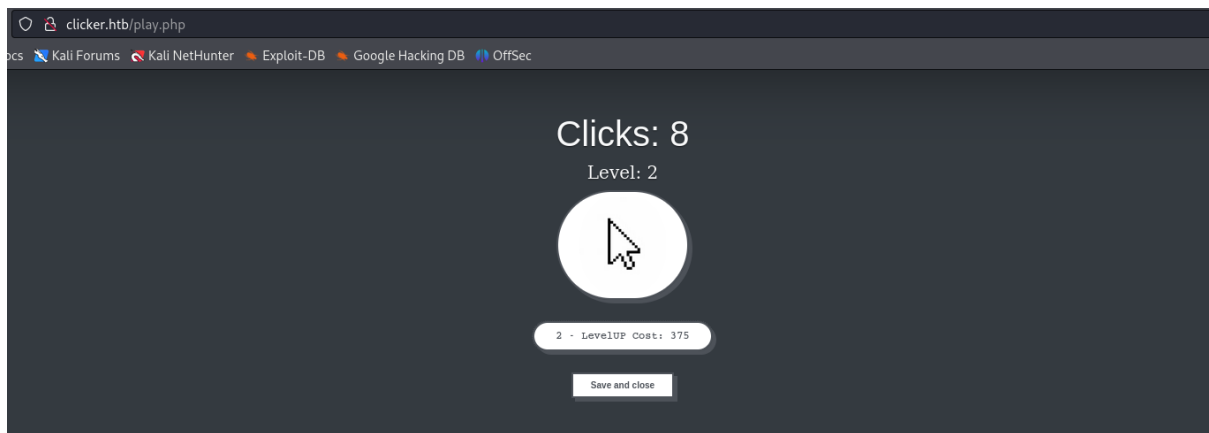 clicker.htb/play.php
ocs Kali Forums Kali NetHunter Exploit-DB Google Hacking DB OffSec
Clicks: 8
Level: 2
2 - LevelUP Cost: 375
Save and close